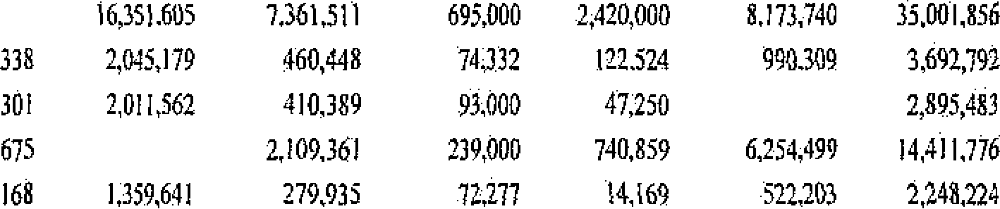 16,351,605 7,361,511 695,000 2,420,000 8,173,740 35,001,856
338 2,045,179 460,448 74,332 122,524 990,309 3,692,792
301 2,011,562 410,389 93,000 47,250 2,895,483
675 2,109,361 239,000 740,859 6,254,499 14,411,776
168 1,359,641 279,935 72,277 14,169 522,203 2,248,224